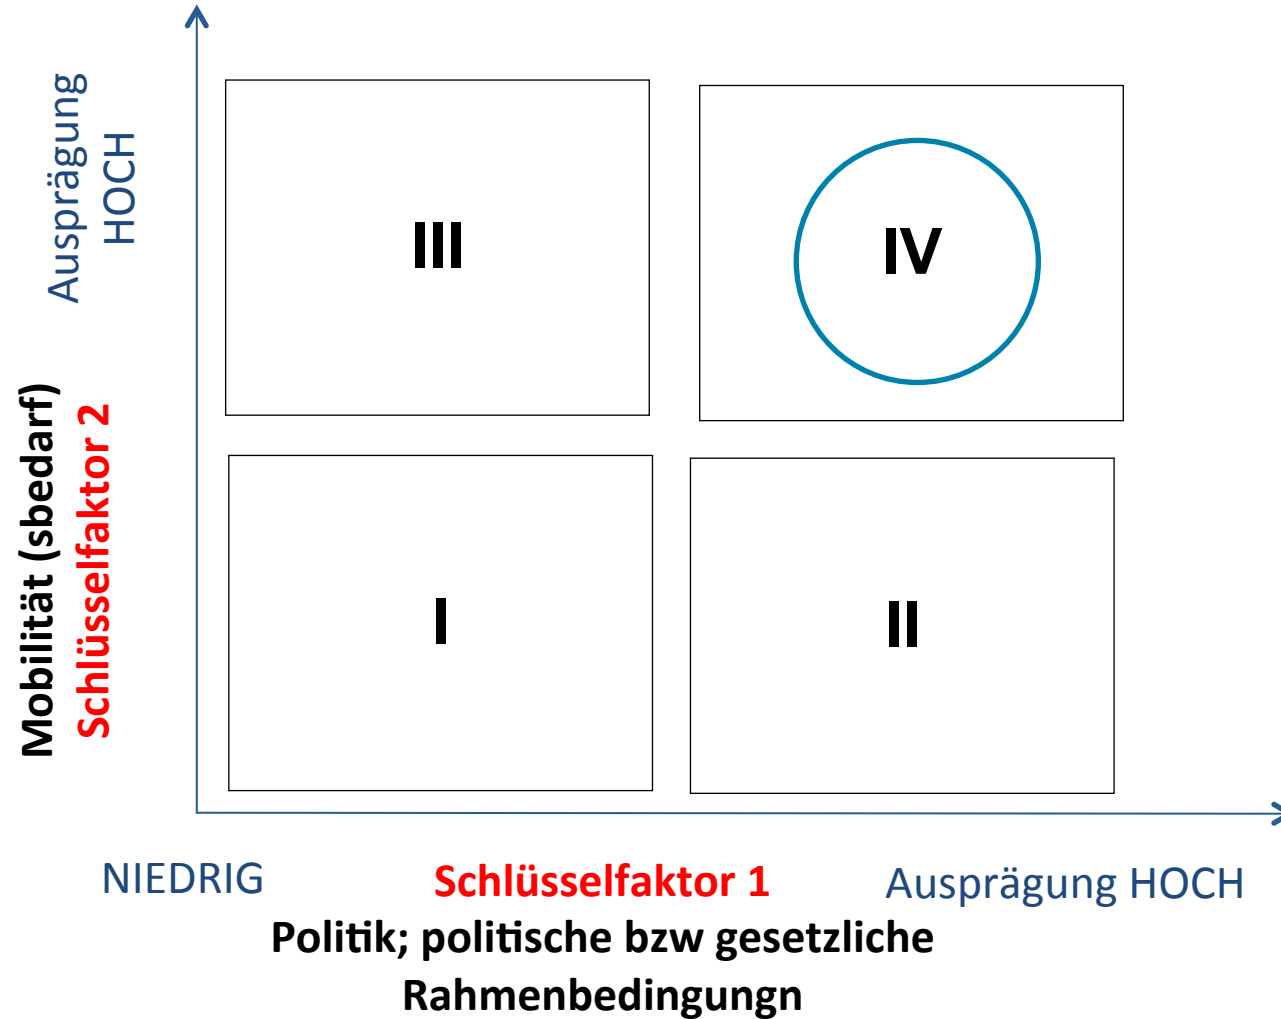 Ausprägung
HOCH
III
IV
Mobilität (sbedarf)
Schlüsselfaktor 2
I
II
NIEDRIG
Schlüsselfaktor 1
Ausprägung HOCH
Politik; politische bzw gesetzliche
Rahmenbedingungn